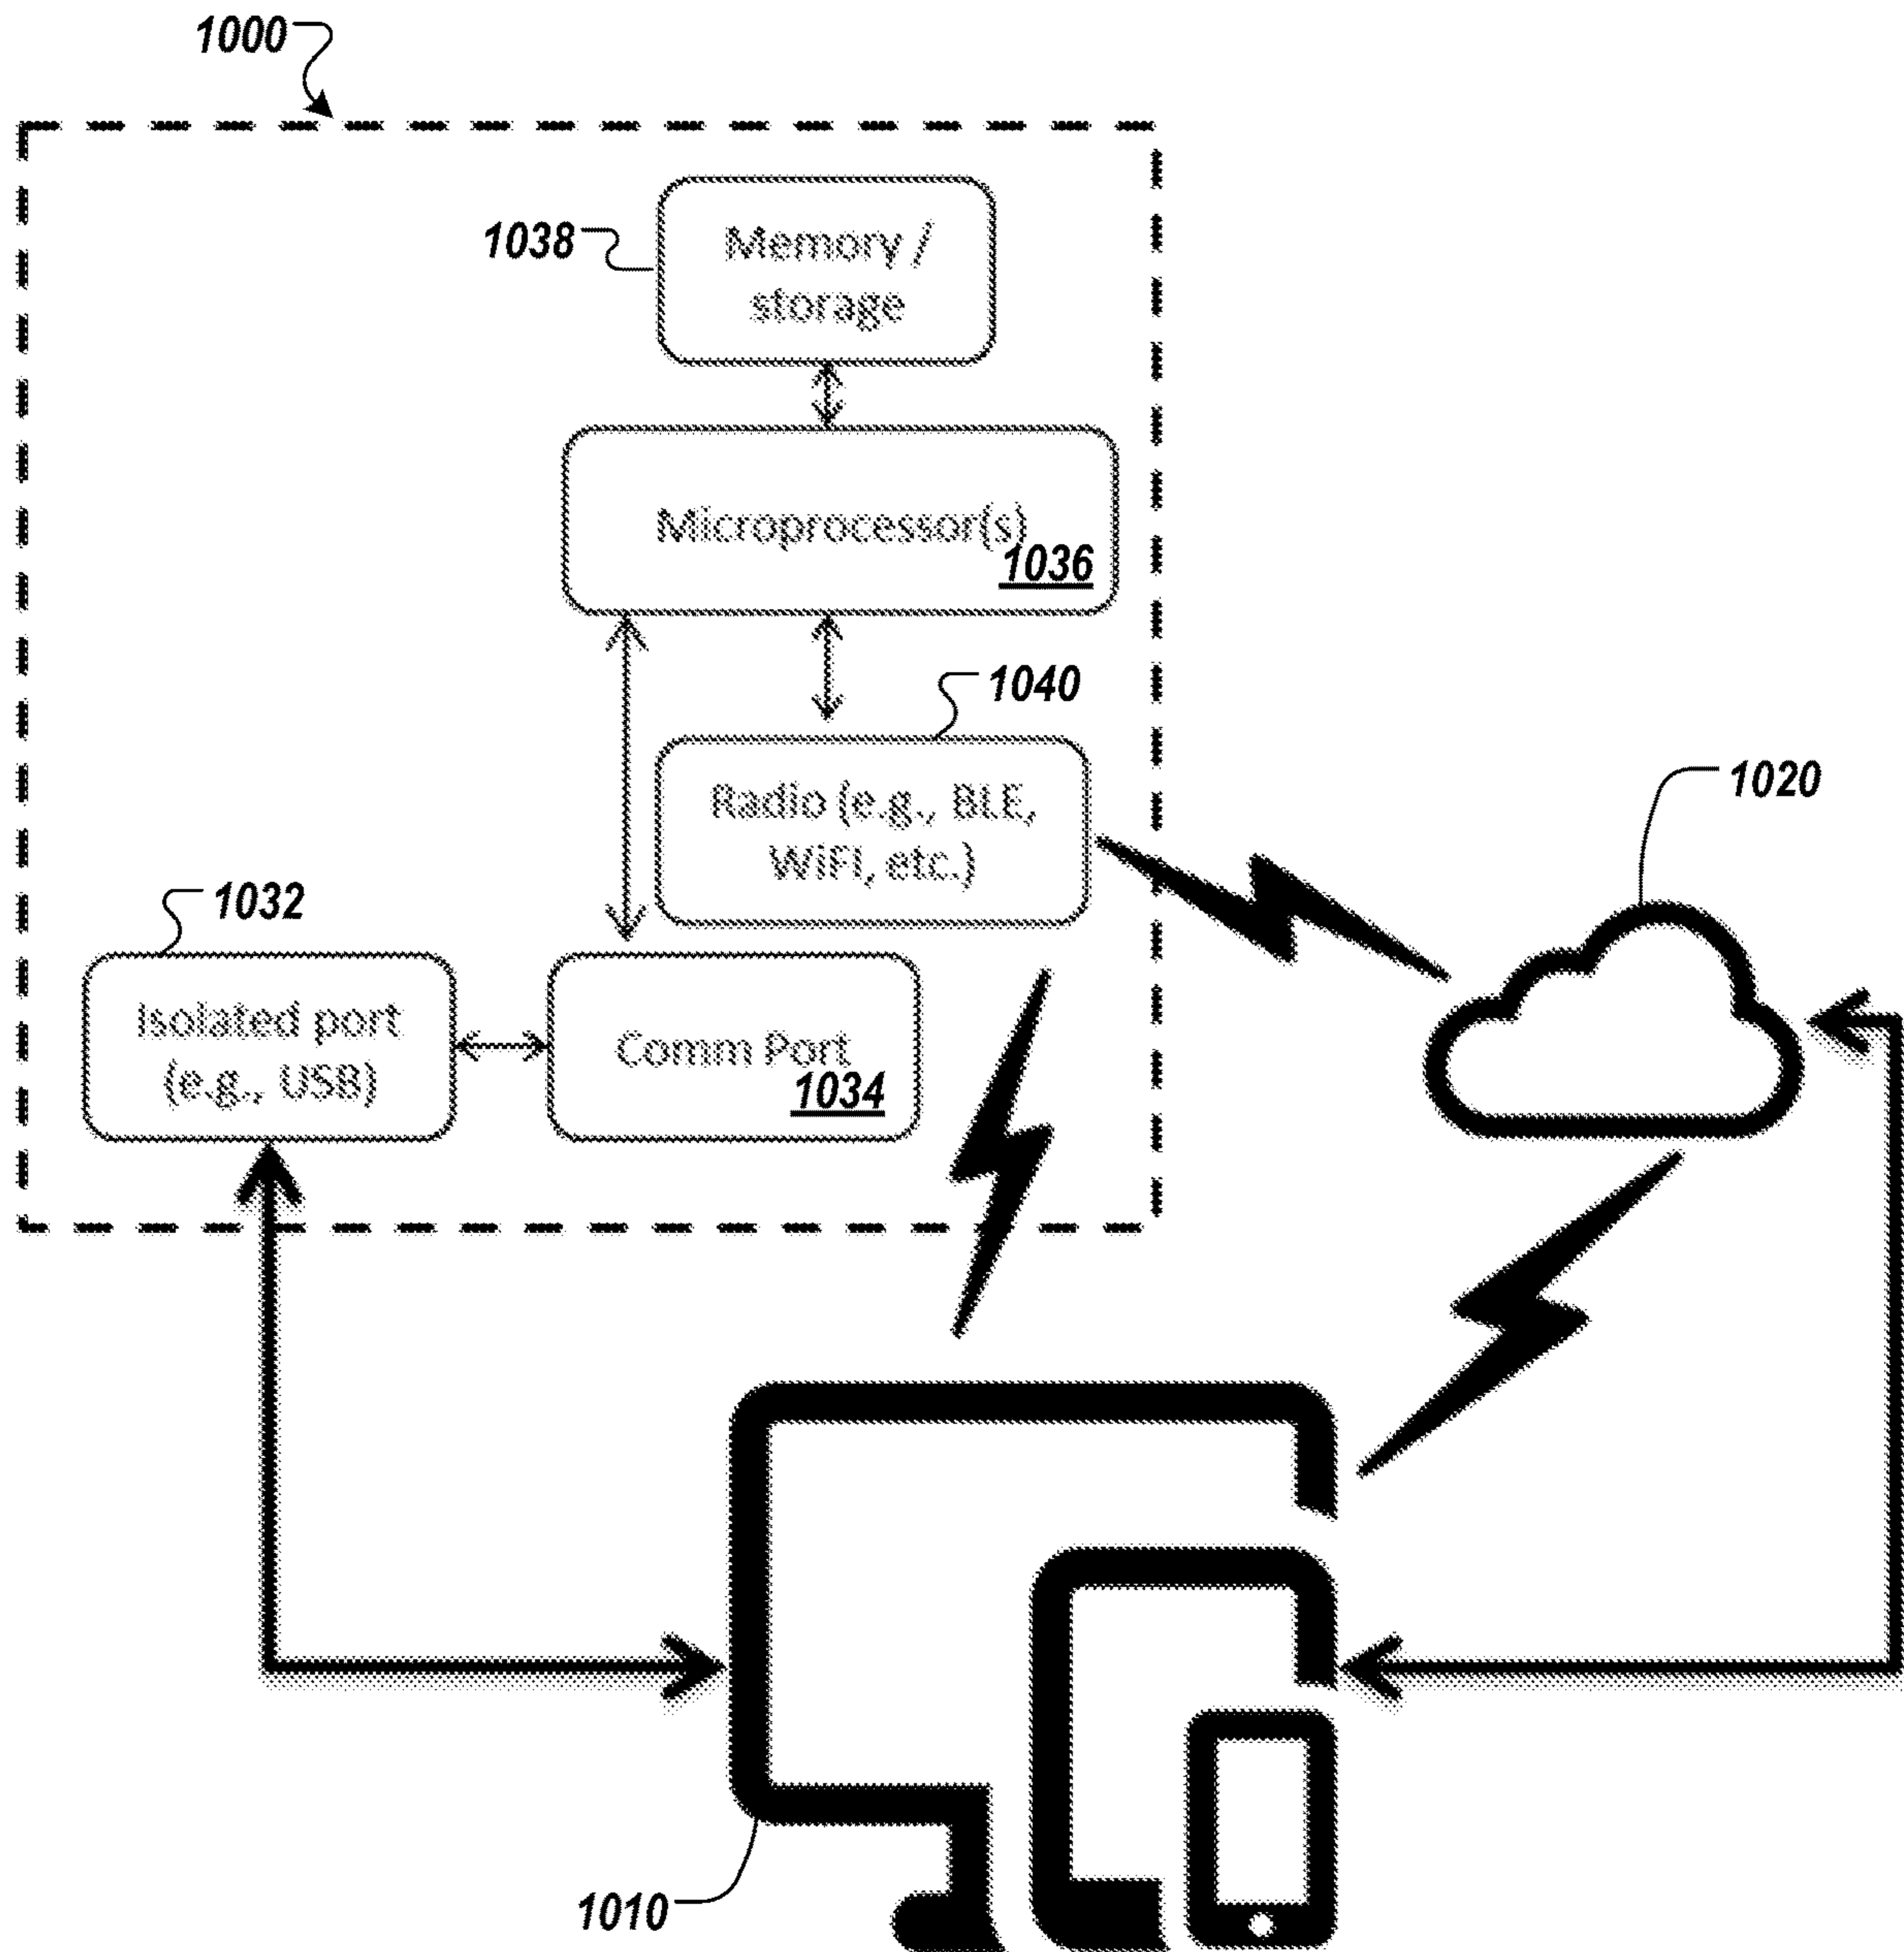 1000
1038
Memory /
storage
Microprocessor(s)
1036
1040
Radio (e.g., BLE,
WiFi, etc.)
1020
1032
Isolated port
(e.g., USB)
Comm Port
1034
1010